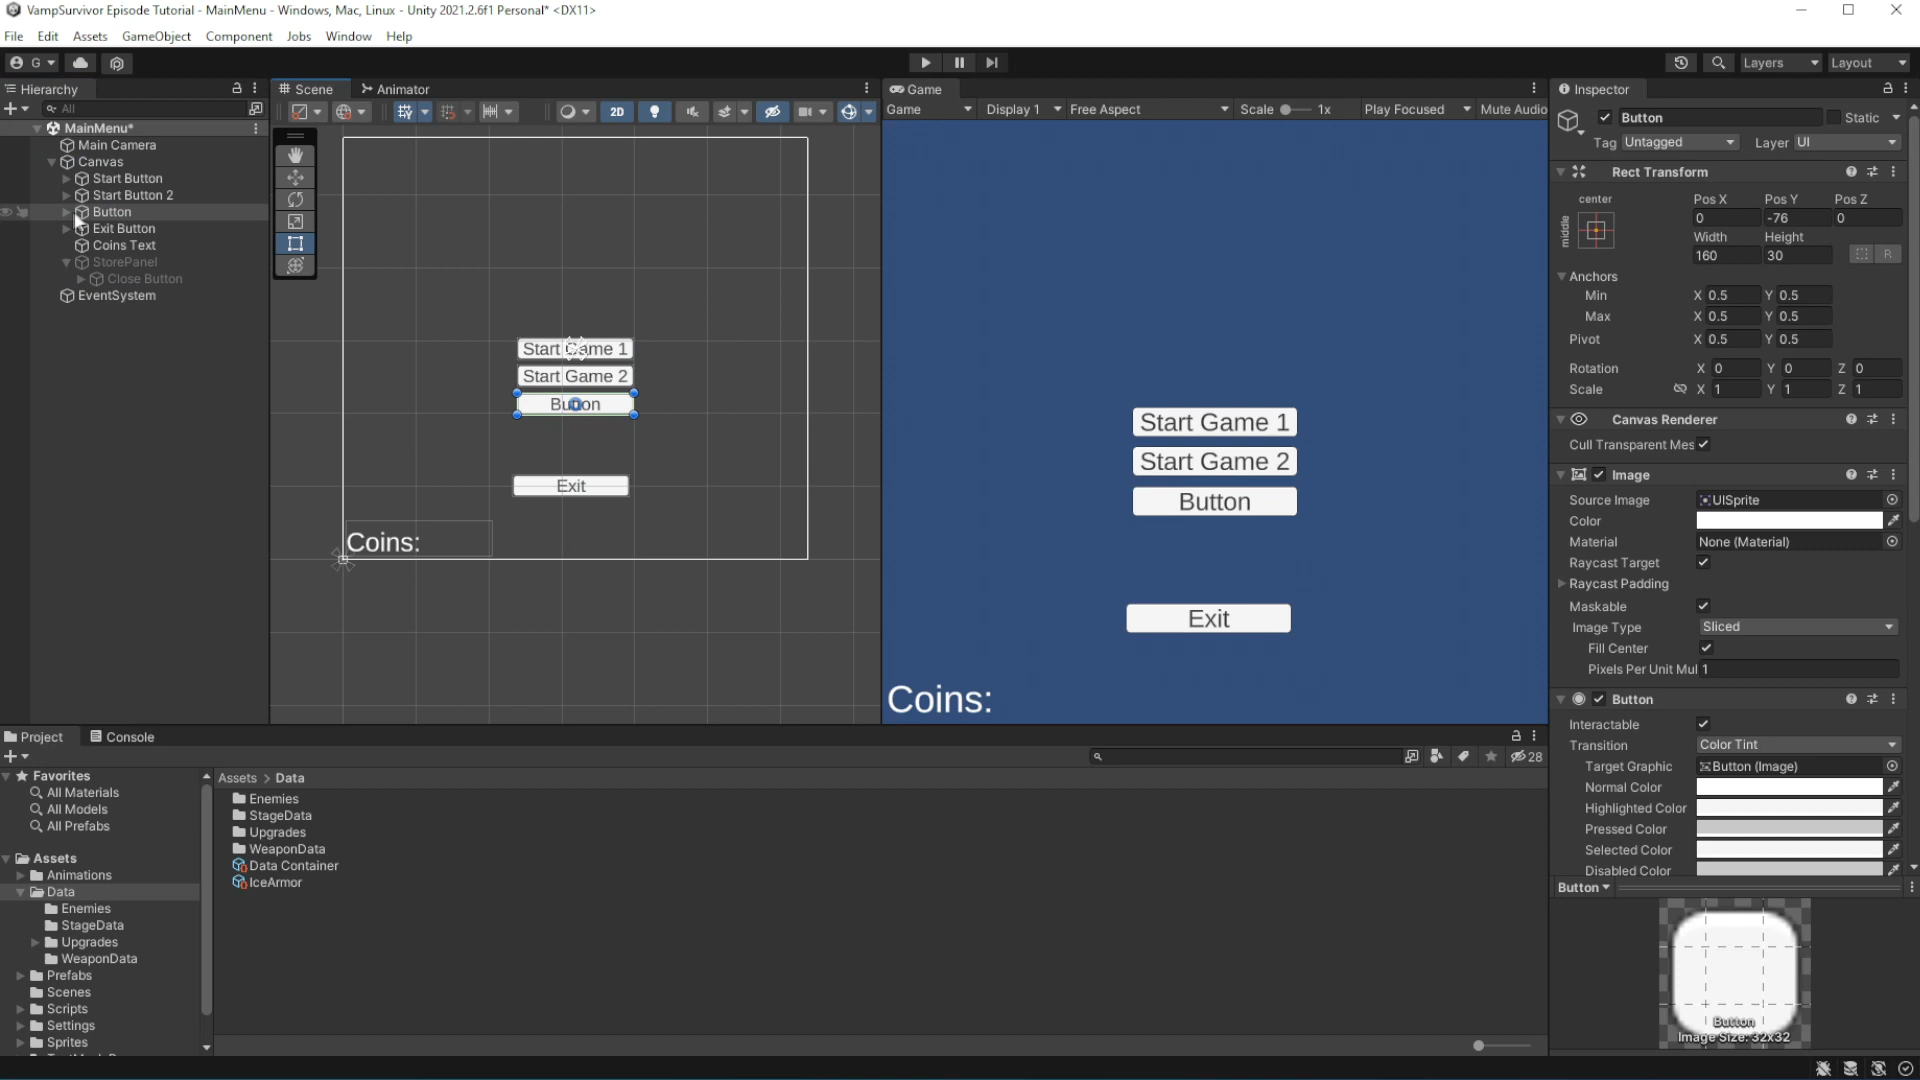 VampSurvivor Episode Tutorial - MainMenu - Windows, Mac, Linux - Unity 2021.2.6f1 Personal* <DX11>
File Edit Assets GameObject Component Jobs Window Help
G Layers Layout
Hierarchy
All
MainMenu*
Main Camera
Canvas
Start Button
Start Button 2
Button
Exit Button
Coins Text
StorePanel
Close Button
EventSystem
Scene Animator
2D
Start Game 1
Start Game 2
Button
Exit
Coins:
Game
Game Display 1 Free Aspect Scale 1x Play Focused Mute Audio
Start Game 1
Start Game 2
Button
Exit
Coins:
Inspector
Button Static
Tag Untagged Layer UI
Rect Transform
center Pos X Pos Y Pos Z
middle 0 -76 0
Width Height
160 30 R
Anchors
Min X 0.5 Y 0.5
Max X 0.5 Y 0.5
Pivot X 0.5 Y 0.5
Rotation X 0 Y 0 Z 0
Scale X 1 Y 1 Z 1
Canvas Renderer
Cull Transparent Mes
Image
Source Image UISprite
Color
Material None (Material)
Raycast Target
Raycast Padding
Maskable
Image Type Sliced
Fill Center
Pixels Per Unit Mul 1
Button
Interactable
Transition Color Tint
Target Graphic Button (Image)
Normal Color
Highlighted Color
Pressed Color
Selected Color
Disabled Color
Button
Button
Image Size: 32x32
Project Console
28
Favorites
All Materials
All Models
All Prefabs
Assets
Animations
Data
Enemies
StageData
Upgrades
WeaponData
Prefabs
Scenes
Scripts
Settings
Sprites
Assets > Data
Enemies
StageData
Upgrades
WeaponData
Data Container
IceArmor